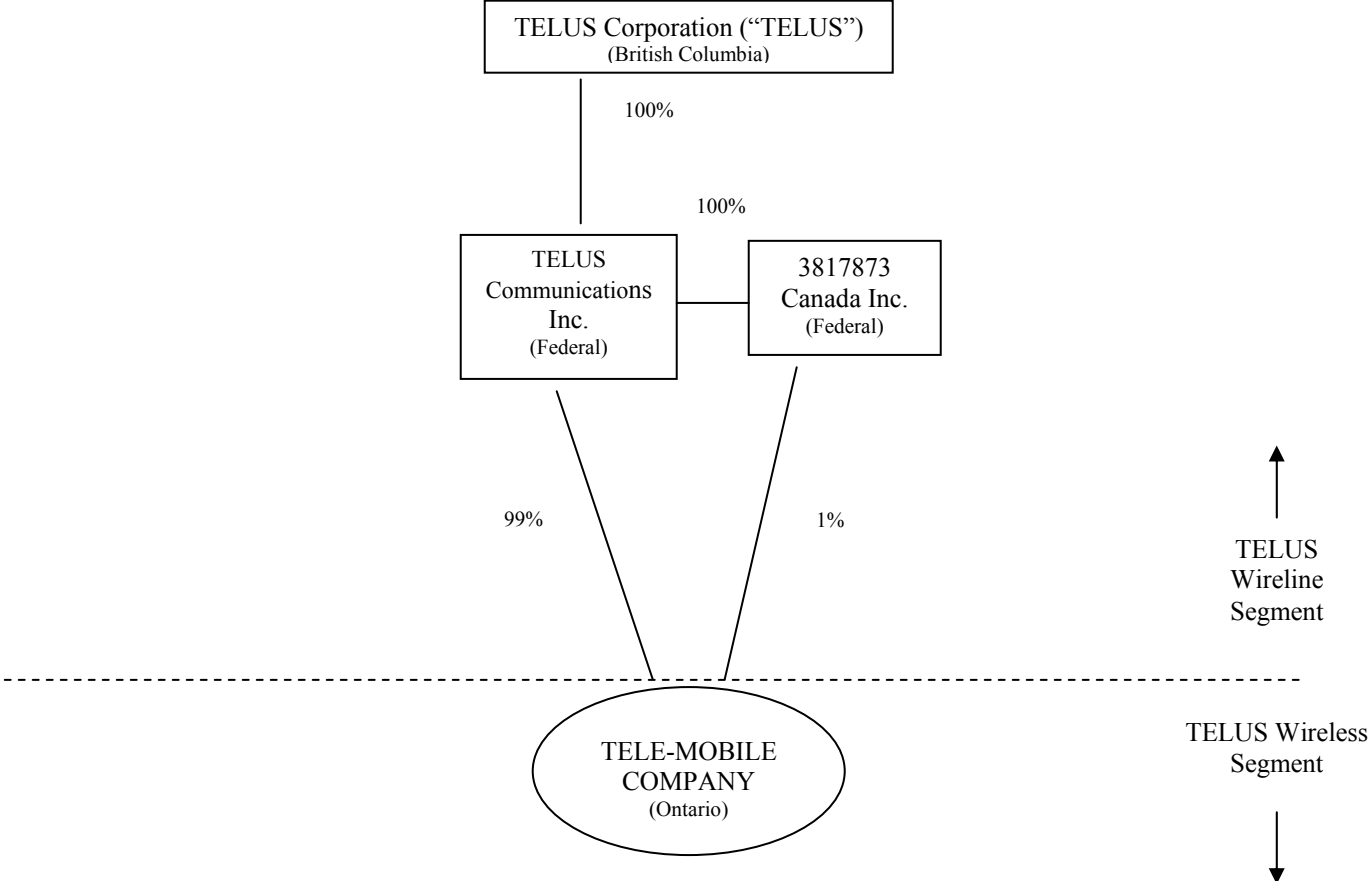 TELUS Corporation (“TELUS”)
(British Columbia)
100%
100%
TELUS
Communications
Inc.
(Federal)
3817873
Canada Inc.
(Federal)
99%
1%
TELUS
Wireline
Segment
TELUS Wireless
Segment
TELE-MOBILE
COMPANY
(Ontario)